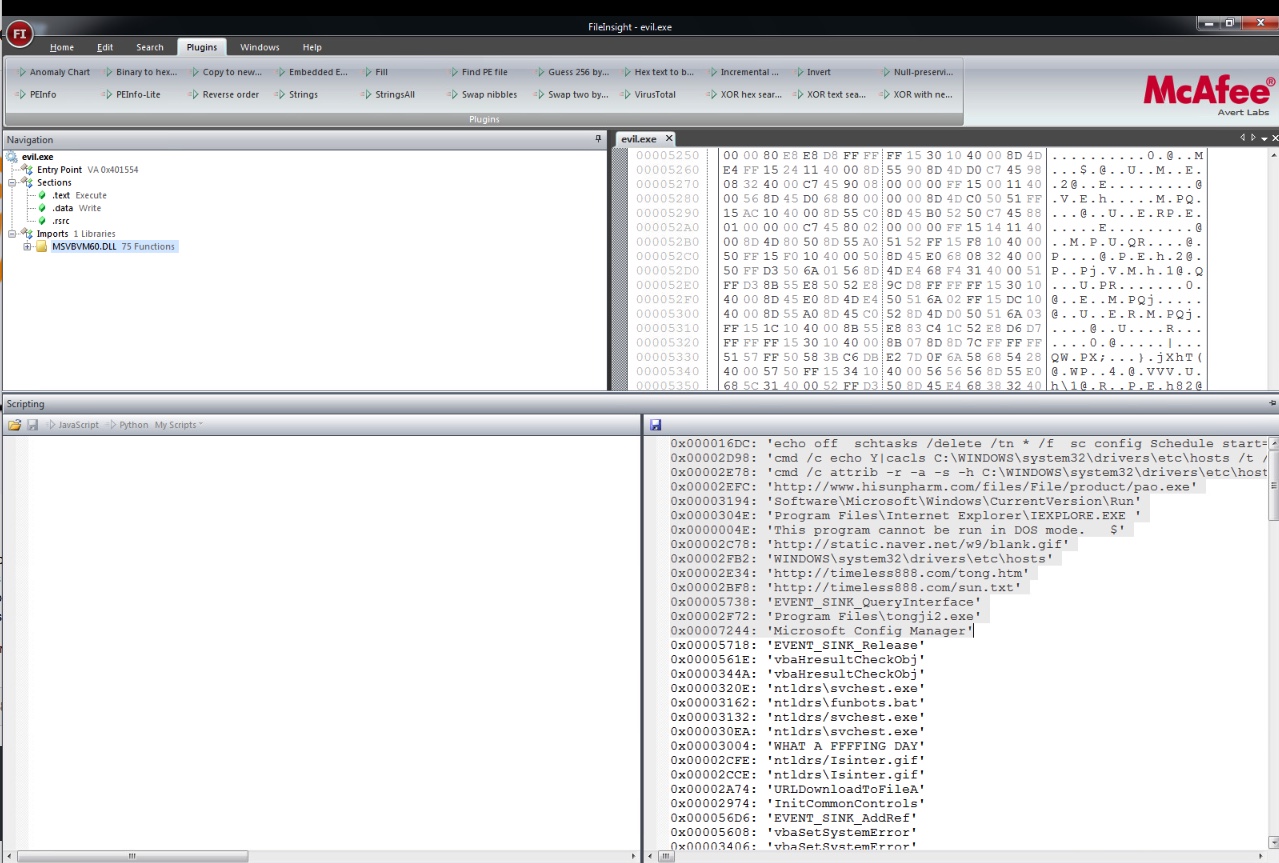 FileInsight - evil.exe
FI
Home Edit Search Plugins Windows Help
Anomaly Chart Binary to hex... Copy to new... Embedded E... Fill Find PE file Guess 256 by... Hex text to b... Incremental ... Invert Null-preservi...
PEInfo PEInfo-Lite Reverse order Strings StringsAll Swap nibbles Swap two by... VirusTotal XOR hex sear... XOR text sea... XOR with ne...
Plugins
McAfee®
Avert Labs
Navigation
evil.exe
Entry Point VA 0x401554
Sections
.text Execute
.data Write
.rsrc
Imports 1 Libraries
MSVBVM60.DLL 75 Functions
evil.exe
00005250 00 00 80 E8 E8 D8 FF FF FF 15 30 10 40 00 8D 4D ..........0.@..M
00005260 E4 FF 15 24 11 40 00 8D 55 90 8D 4D D0 C7 45 98 ...$.@..U..M..E.
00005270 08 32 40 00 C7 45 90 08 00 00 00 FF 15 00 11 40 .2@..E.........@
00005280 00 56 8D 45 D0 68 80 00 00 00 8D 4D C0 50 51 FF .V.E.h.....M.PQ.
00005290 15 AC 10 40 00 8D 55 C0 8D 45 B0 52 50 C7 45 88 ...@..U..E.RP.E.
000052A0 01 00 00 00 C7 45 80 02 00 00 00 FF 15 14 11 40 .....E.........@
000052B0 00 8D 4D 80 50 8D 55 A0 51 52 FF 15 F8 10 40 00 ..M.P.U.QR....@.
000052C0 50 FF 15 F0 10 40 00 50 8D 45 E0 68 08 32 40 00 P....@.P.E.h.2@.
000052D0 50 FF D3 50 6A 01 56 8D 4D E4 68 F4 31 40 00 51 P..Pj.V.M.h.1@.Q
000052E0 FF D3 8B 55 E8 50 52 E8 9C D8 FF FF FF 15 30 10 ...U.PR.......0.
000052F0 40 00 8D 45 E0 8D 4D E4 50 51 6A 02 FF 15 DC 10 @..E..M.PQj.....
00005300 40 00 8D 55 A0 8D 45 C0 52 8D 4D D0 50 51 6A 03 @..U..E.R.M.PQj.
00005310 FF 15 1C 10 40 00 8B 55 E8 83 C4 1C 52 E8 D6 D7 ....@..U....R...
00005320 FF FF FF 15 30 10 40 00 8B 07 8D 8D 7C FF FF FF ....0.@.....|...
00005330 51 57 FF 50 58 3B C6 DB E2 7D 0F 6A 58 68 54 28 QW.PX;...}.jXhT(
00005340 40 00 57 50 FF 15 34 10 40 00 56 56 56 8D 55 E0 @.WP..4.@.VVV.U.
00005350 68 5C 31 40 00 52 FF D3 50 8D 45 E4 68 38 32 40 h\1@.R..P.E.h82@
Scripting
JavaScript Python My Scripts
0x000016DC: 'echo off  schtasks /delete /tn * /f  sc config Schedule start=
0x00002D98: 'cmd /c echo Y|cacls C:\WINDOWS\system32\drivers\etc\hosts /t /
0x00002E78: 'cmd /c attrib -r -a -s -h C:\WINDOWS\system32\drivers\etc\host
0x00002EFC: 'http://www.hisunpharm.com/files/File/product/pao.exe'
0x00003194: 'Software\Microsoft\Windows\CurrentVersion\Run'
0x0000304E: 'Program Files\Internet Explorer\IEXPLORE.EXE '
0x0000004E: 'This program cannot be run in DOS mode.   $'
0x00002C78: 'http://static.naver.net/w9/blank.gif'
0x00002FB2: 'WINDOWS\system32\drivers\etc\hosts'
0x00002E34: 'http://timeless888.com/tong.htm'
0x00002BF8: 'http://timeless888.com/sun.txt'
0x00005738: 'EVENT_SINK_QueryInterface'
0x00002F72: 'Program Files\tongji2.exe'
0x00007244: 'Microsoft Config Manager'
0x00005718: 'EVENT_SINK_Release'
0x0000561E: 'vbaHresultCheckObj'
0x0000344A: 'vbaHresultCheckObj'
0x0000320E: 'ntldrs\svchest.exe'
0x00003162: 'ntldrs\funbots.bat'
0x00003132: 'ntldrs/svchest.exe'
0x000030EA: 'ntldrs\svchest.exe'
0x00003004: 'WHAT A FFFFING DAY'
0x00002CFE: 'ntldrs/Isinter.gif'
0x00002CCE: 'ntldrs\Isinter.gif'
0x00002A74: 'URLDownloadToFileA'
0x00002974: 'InitCommonControls'
0x000056D6: 'EVENT_SINK_AddRef'
0x00005608: 'vbaSetSystemError'
0x00003406: 'vbaSetSystemError'